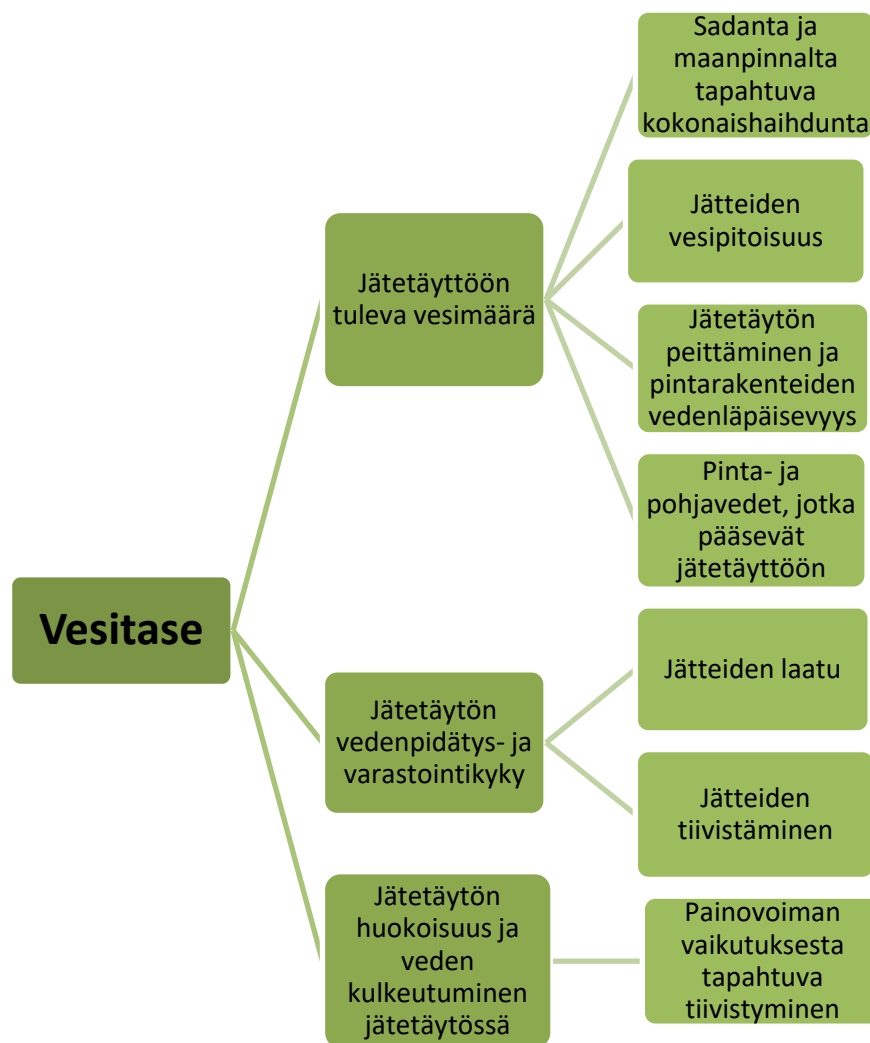 Vesitase
Jätetäyttöön
tuleva vesimäärä
Sadanta ja
maanpinnalta
tapahtuva
kokonaishaihdunta
Jätteiden
vesipitoisuus
Jätetäytön
peittäminen ja
pintarakenteiden
vedenläpäisevyys
Pinta- ja
pohjavedet, jotka
pääsevät
jätetäyttöön
Jätetäytön
vedenpidätys- ja
varastointikyky
Jätteiden laatu
Jätteiden
tiivistäminen
Jätetäytön
huokoisuus ja
veden
kulkeutuminen
jätetäytössä
Painovoiman
vaikutuksesta
tapahtuva
tiivistyminen